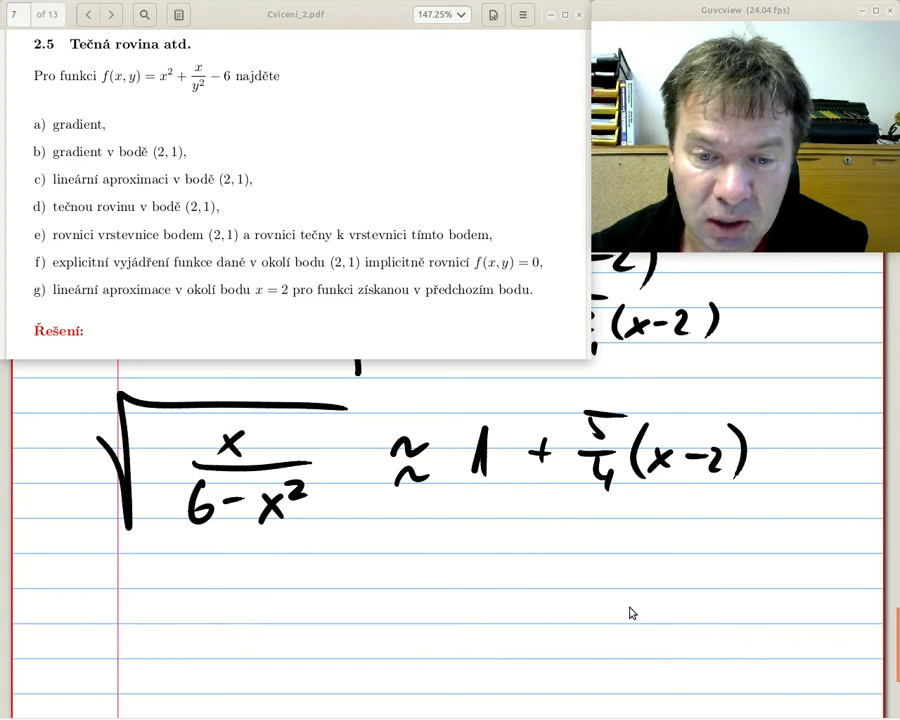 7 of 13
Cviceni_2.pdf
147.25%
Guvcview (24.04 fps)
2.5 Tečná rovina atd.
Pro funkci f(x, y) = x² + x/y² − 6 najděte
a) gradient,
b) gradient v bodě (2, 1),
c) lineární aproximaci v bodě (2, 1),
d) tečnou rovinu v bodě (2, 1),
e) rovnici vrstevnice bodem (2, 1) a rovnici tečny k vrstevnici tímto bodem,
f) explicitní vyjádření funkce dané v okolí bodu (2, 1) implicitně rovnicí f(x, y) = 0,
g) lineární aproximace v okolí bodu x = 2 pro funkci získanou v předchozím bodu.
Řešení:
−2)
(x−2)
√(x/(6−x²)) ≈ 1 + 5/4 (x−2)